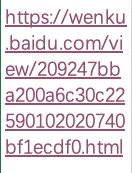 https://wenku
.baidu.com/vi
ew/209247bb
a200a6c30c22
590102020740
bf1ecdf0.html